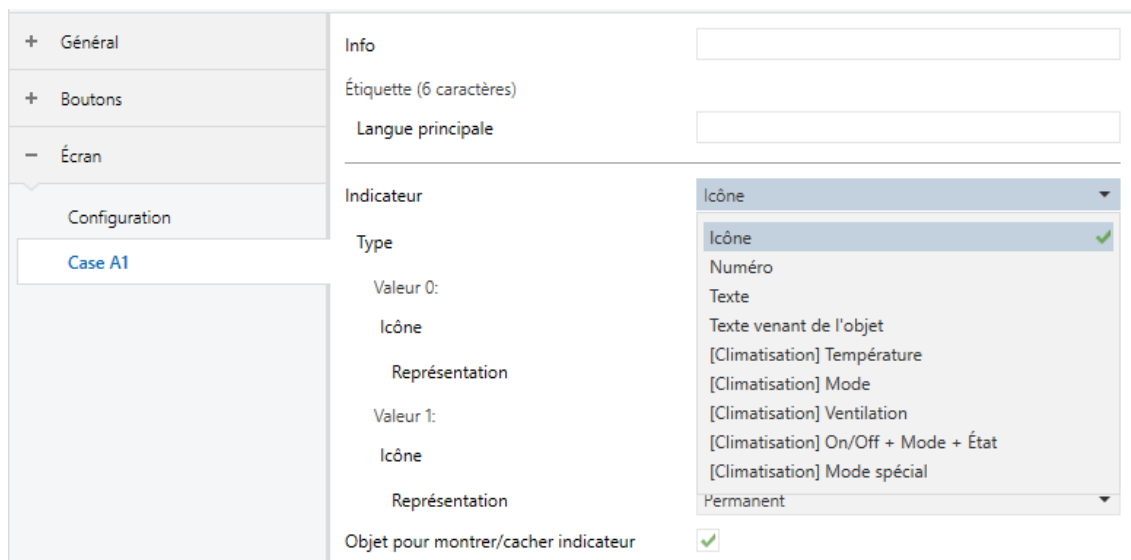 Général
Boutons
Écran
Configuration
Case A1
Info
Étiquette (6 caractères)
Langue principale
Indicateur
Icône
Type
Icône
Numéro
Valeur 0:
Texte
Icône
Texte venant de l'objet
[Climatisation] Température
Représentation
[Climatisation] Mode
Valeur 1:
[Climatisation] Ventilation
Icône
[Climatisation] On/Off + Mode + État
[Climatisation] Mode spécial
Représentation
Permanent
Objet pour montrer/cacher indicateur